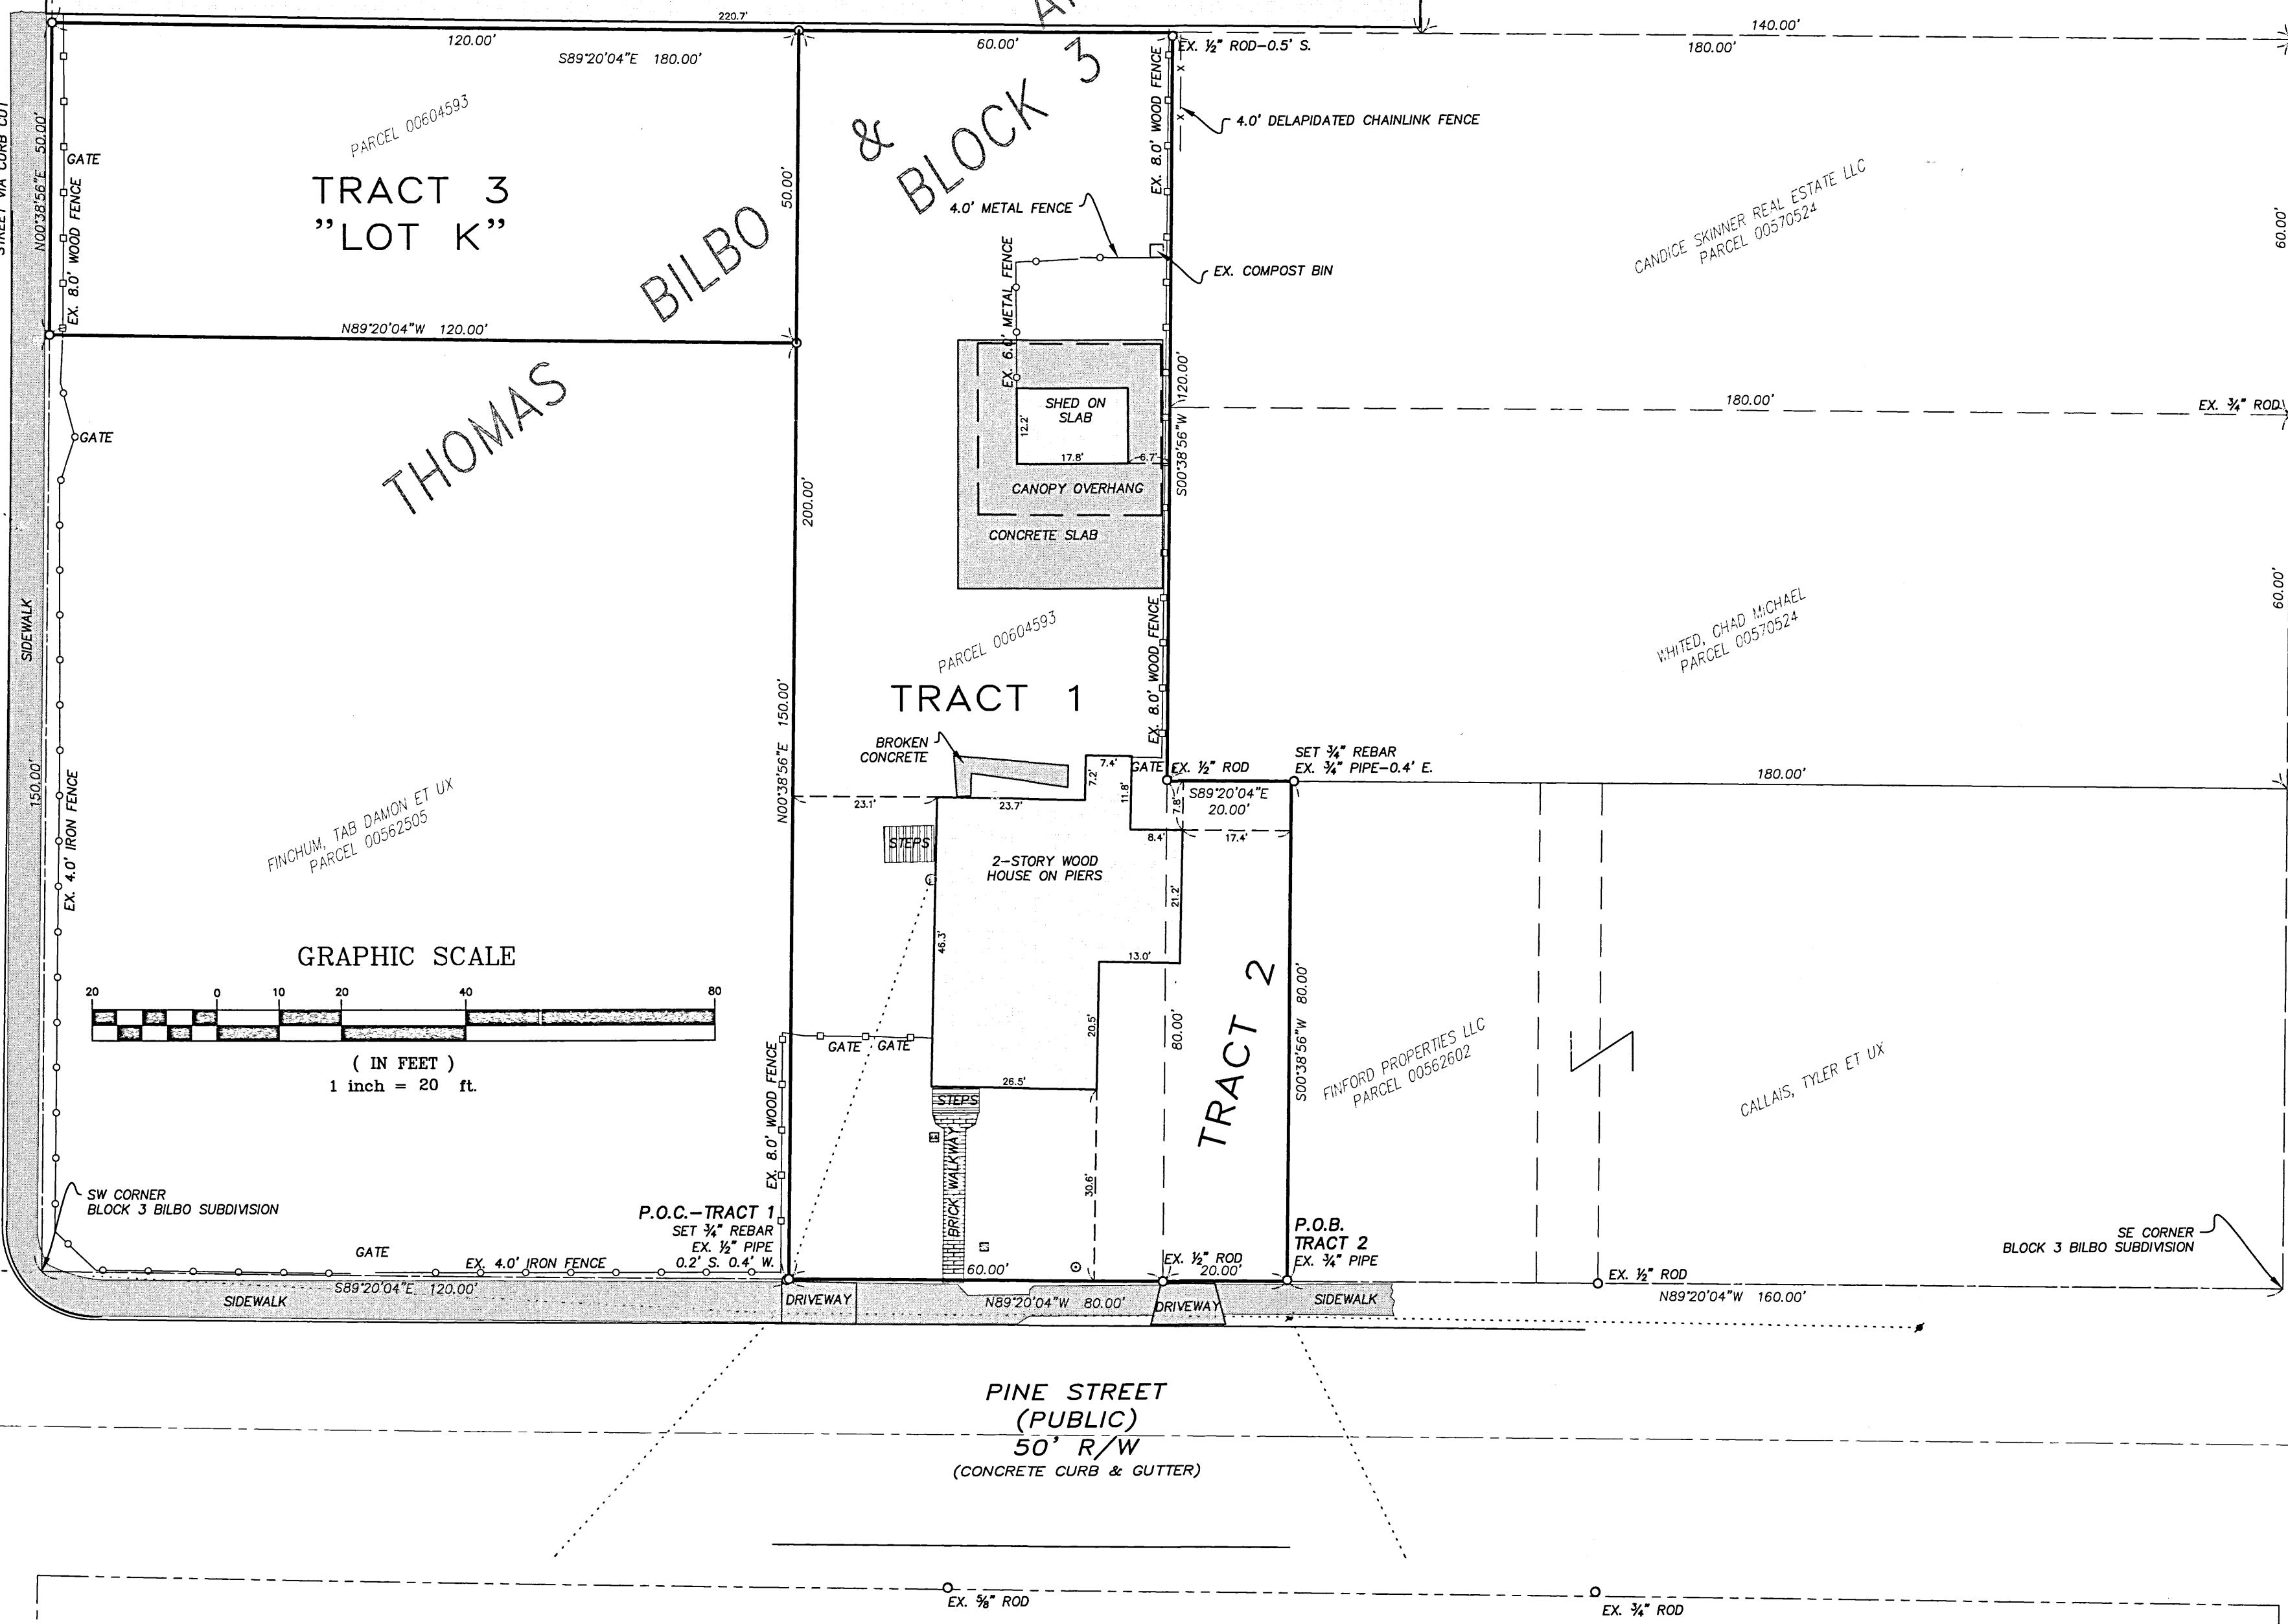 220.7'
120.00'
S89°20'04"E 180.00'
60.00'
EX. ½" ROD-0.5' S.
140.00'
180.00'
STREET VIA CURB CUT
N00°38'56"E 50.00'
GATE
EX. 8.0' WOOD FENCE
PARCEL 00604593
TRACT 3
"LOT K"
50.00'
N89°20'04"W 120.00'
THOMAS BILBO
&
BLOCK 3
EX. 8.0' WOOD FENCE
4.0' DELAPIDATED CHAINLINK FENCE
4.0' METAL FENCE
EX. COMPOST BIN
EX. 6.0' METAL FENCE
CANDICE SKINNER REAL ESTATE LLC
PARCEL 00570524
60.00'
120.00'
S00°38'56"W
180.00'
EX. ¾" ROD
SHED ON
SLAB
12.2'
17.8'
6.7'
CANOPY OVERHANG
CONCRETE SLAB
GATE
200.00'
SIDEWALK
150.00'
EX. 4.0' IRON FENCE
FINCHUM, TAB DAMON ET UX
PARCEL 00562505
N00°38'56"E 150.00'
PARCEL 00604593
TRACT 1
EX. 8.0' WOOD FENCE
WHITED, CHAD MICHAEL
PARCEL 00570524
60.00'
BROKEN
CONCRETE
7.4'
7.2'
11.8'
GATE
EX. ½" ROD
SET ¾" REBAR
EX. ¾" PIPE-0.4' E.
180.00'
S89°20'04"E
20.00'
23.1'
23.7'
7.8'
8.4'
17.4'
STEPS
2-STORY WOOD
HOUSE ON PIERS
21.2'
46.3'
13.0'
20.5'
26.5'
80.00'
TRACT 2
S00°38'56"W 80.00'
FINFORD PROPERTIES LLC
PARCEL 00562602
CALLAIS, TYLER ET UX
GRAPHIC SCALE
20 0 10 20 40 80
( IN FEET )
1 inch = 20 ft.
GATE GATE
EX. 8.0' WOOD FENCE
STEPS
BRICK WALKWAY
30.6'
SW CORNER
BLOCK 3 BILBO SUBDIVISION
P.O.C.-TRACT 1
SET ¾" REBAR
EX. ½" PIPE
0.2' S. 0.4' W.
GATE
EX. 4.0' IRON FENCE
P.O.B.
TRACT 2
EX. ¾" PIPE
EX. ½" ROD
60.00'
20.00'
SE CORNER
BLOCK 3 BILBO SUBDIVISION
EX. ½" ROD
S89°20'04"E 120.00'
SIDEWALK
DRIVEWAY
N89°20'04"W 80.00'
DRIVEWAY
SIDEWALK
N89°20'04"W 160.00'
PINE STREET
(PUBLIC)
50' R/W
(CONCRETE CURB & GUTTER)
EX. ⅝" ROD
EX. ¾" ROD